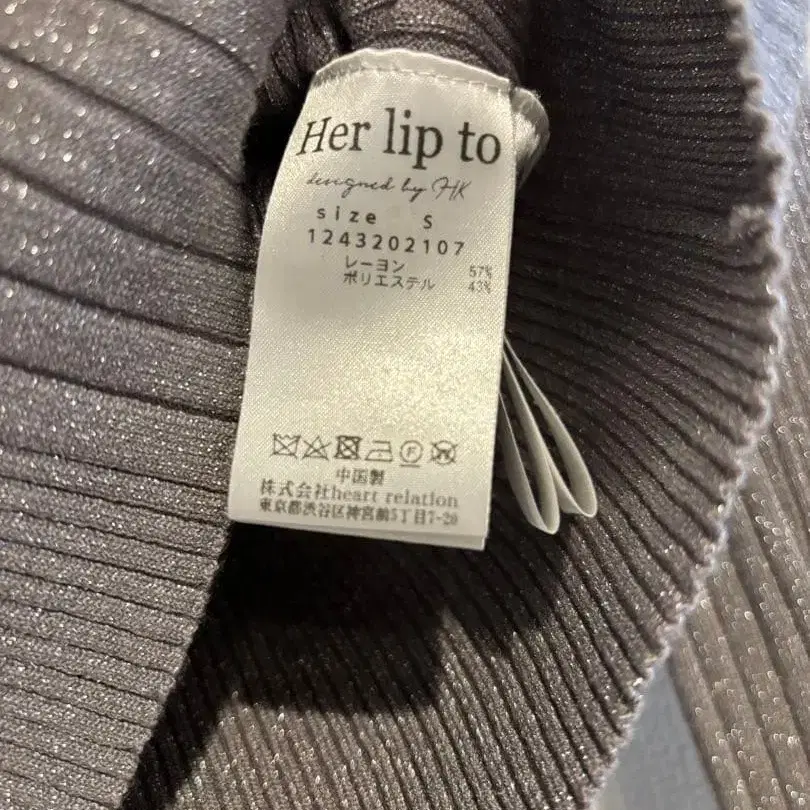 Her lip to
designed by HK
size S
1243202107
レーヨン 57%
ポリエステル 43%
F
中国製
株式会社heart relation
東京都渋谷区神宮前5丁目7-20